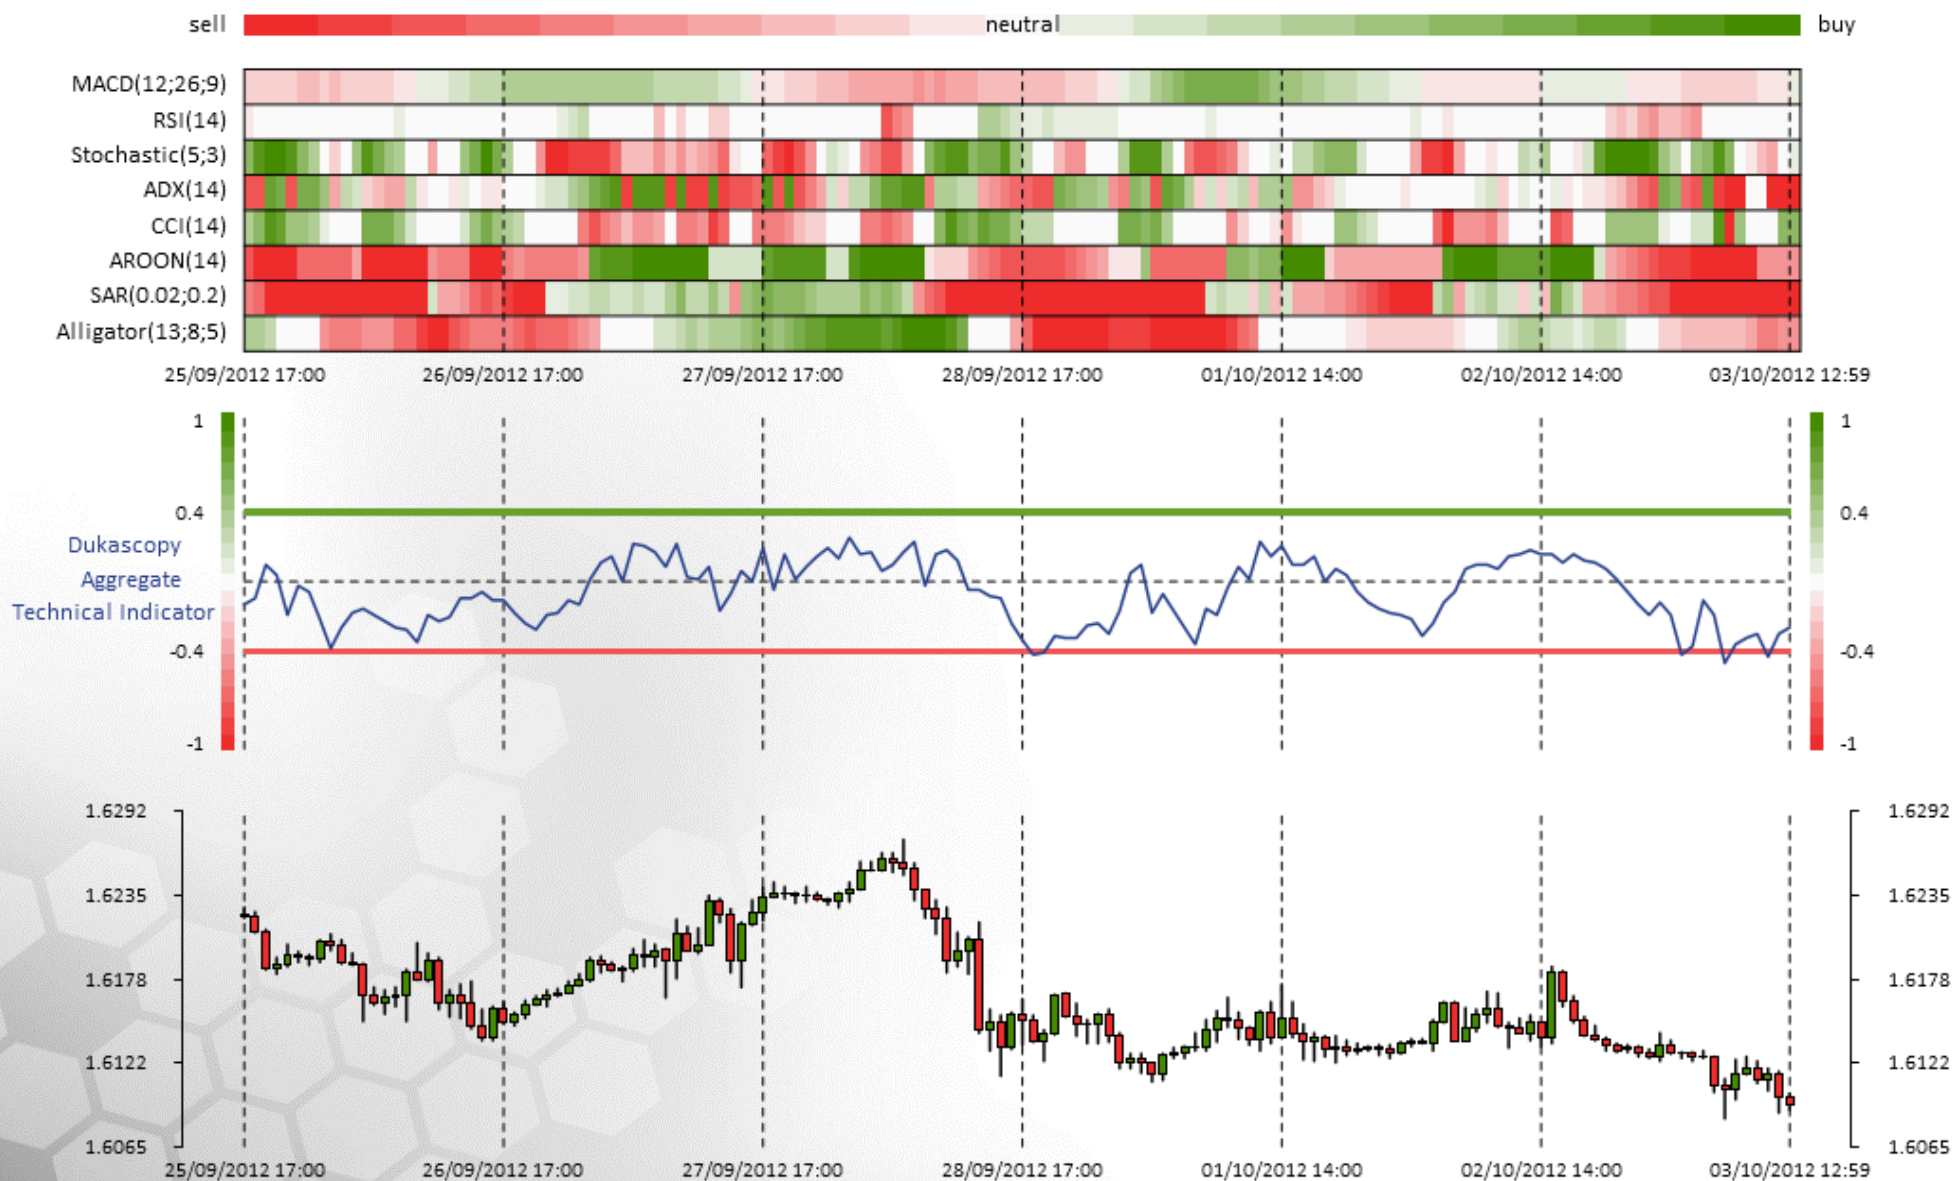 sell neutral buy
MACD(12;26;9)
RSI(14)
Stochastic(5;3)
ADX(14)
CCI(14)
AROON(14)
SAR(0.02;0.2)
Alligator(13;8;5)
25/09/2012 17:00 26/09/2012 17:00 27/09/2012 17:00 28/09/2012 17:00 01/10/2012 14:00 02/10/2012 14:00 03/10/2012 12:59
1 1
0.4 0.4
Dukascopy
Aggregate
Technical Indicator
-0.4 -0.4
-1 -1
1.6292 1.6292
1.6235 1.6235
1.6178 1.6178
1.6122 1.6122
1.6065 1.6065
25/09/2012 17:00 26/09/2012 17:00 27/09/2012 17:00 28/09/2012 17:00 01/10/2012 14:00 02/10/2012 14:00 03/10/2012 12:59